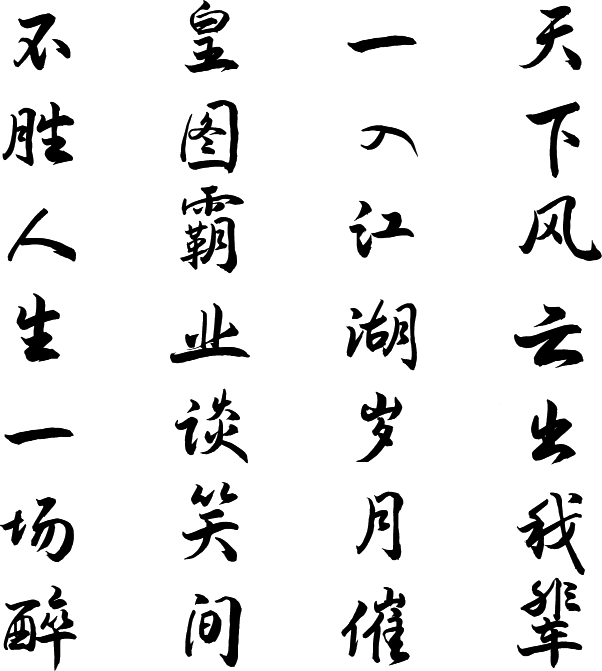 天下风云出我辈
一入江湖岁月催
皇图霸业谈笑间
不胜人生一场醉